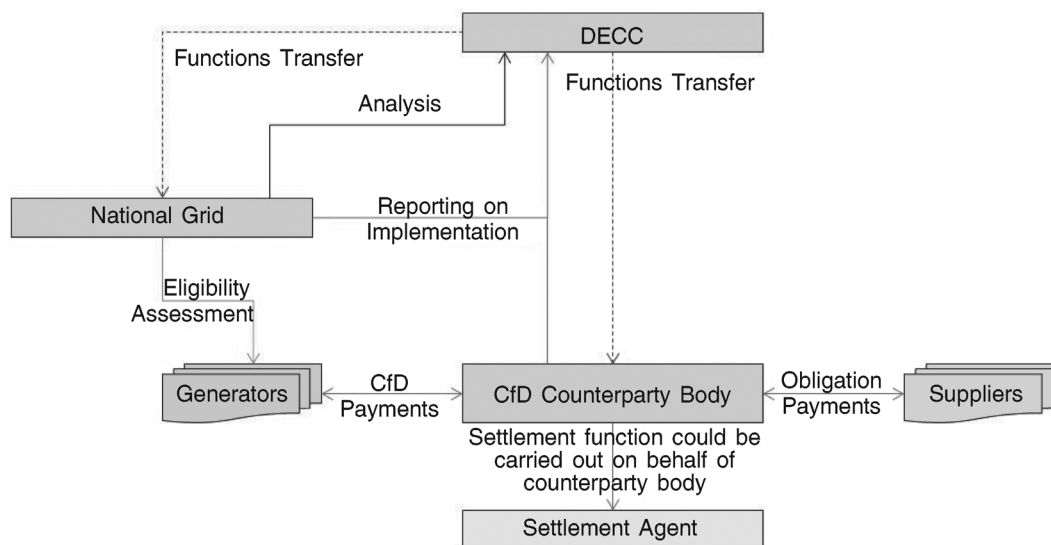 DECC
Functions Transfer
Functions Transfer
Analysis
National Grid
Reporting on
Implementation
Eligibility
Assessment
Generators
CfD
Payments
CfD Counterparty Body
Obligation
Payments
Suppliers
Settlement function could be
carried out on behalf of
counterparty body
Settlement Agent